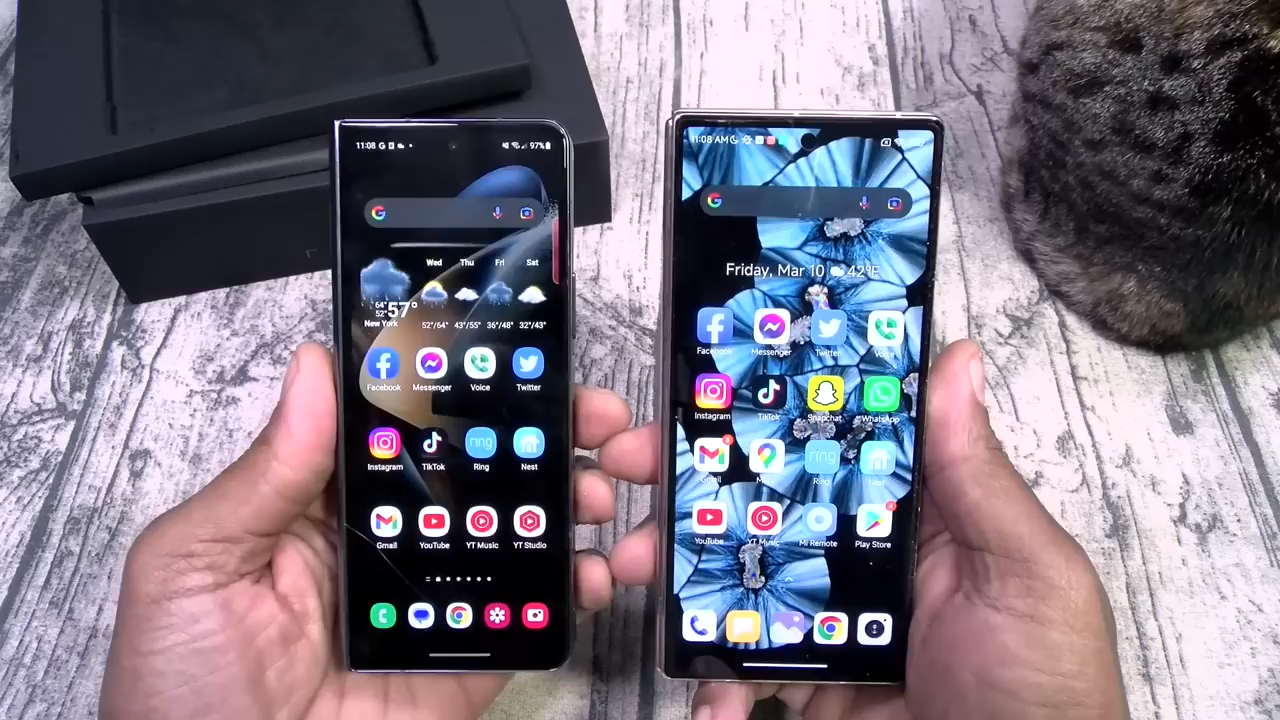 11:08
97%
Wed Thu Fri Sat
64°
52°
57°
New York
52°/64° 43°/55° 36°/48° 32°/43°
Facebook Messenger Voice Twitter
Instagram TikTok Ring Nest
Gmail YouTube YT Music YT Studio
11:08 AM
Friday, Mar 10 42°F
Facebook Messenger Twitter Voice
Instagram TikTok Snapchat WhatsApp
Gmail ring Ring Nest
YouTube YT Music Mi Remote Play Store
ring